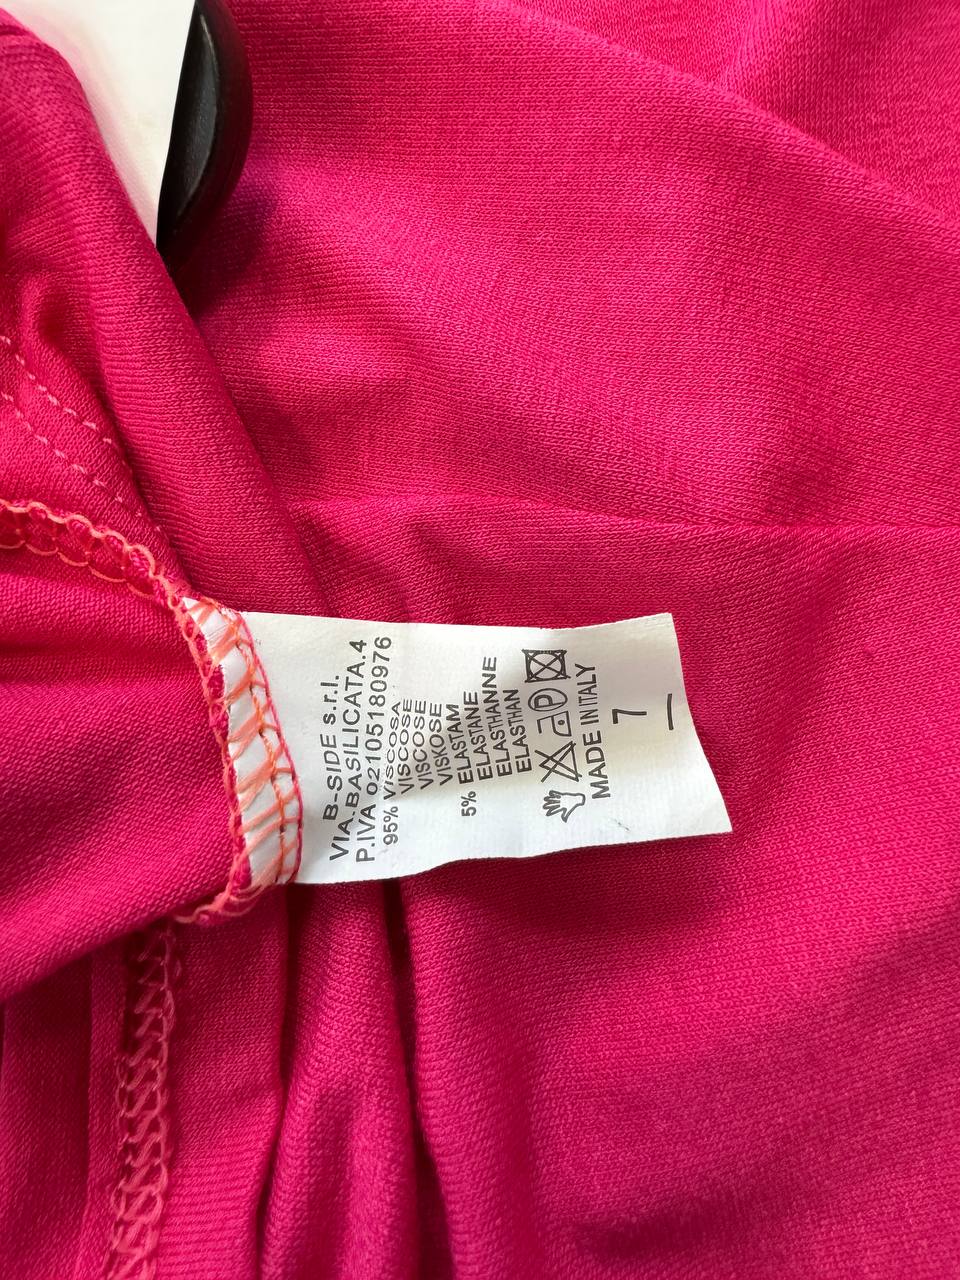 B-SIDE s.r.l.
VIA.BASILICATA.4
P.IVA 02105180976
95% VISCOSA
VISCOSE
VISCOSE
VISKOSE
5% ELASTAM
ELASTANE
ELASTHANNE
ELASTHAN
P
MADE IN ITALY
7